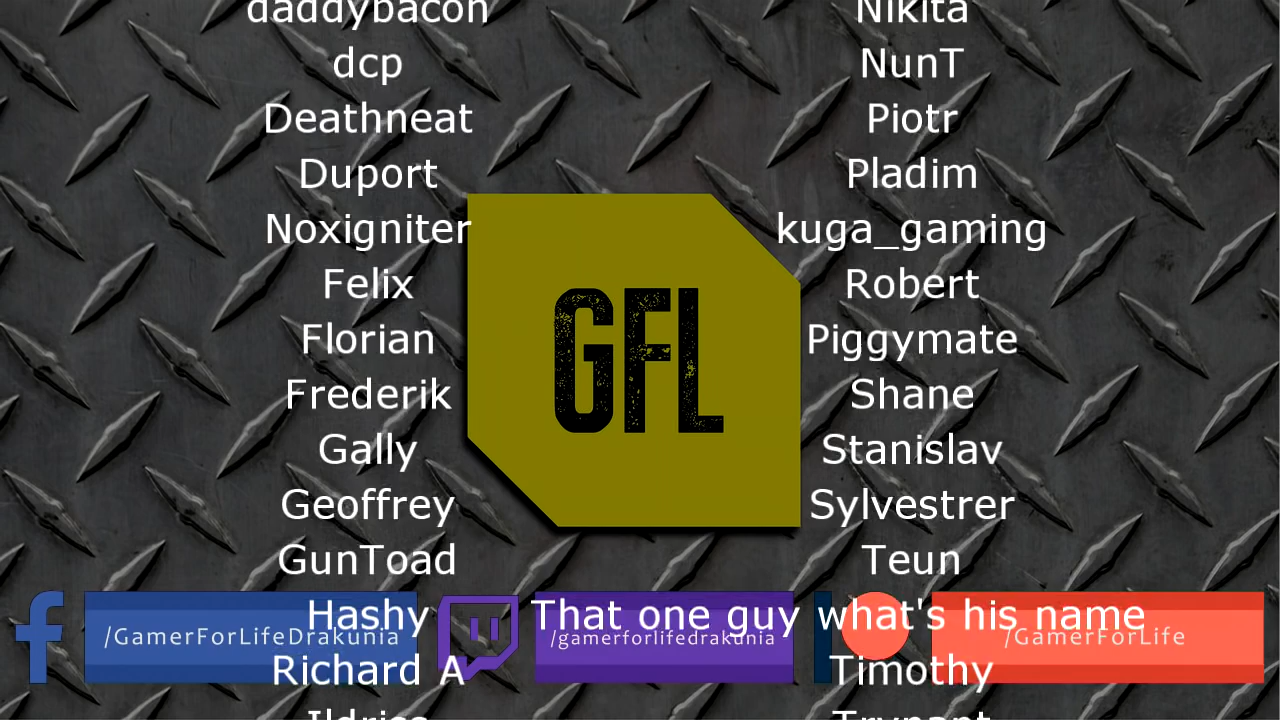 daddybacon
dcp
Deathneat
Duport
Noxigniter
Felix
Florian
Frederik
Gally
Geoffrey
GunToad
Hashy
Richard A
Nikita
NunT
Piotr
Pladim
kuga_gaming
Robert
Piggymate
Shane
Stanislav
Sylvestrer
Teun
That one guy what's his name
Timothy
GFL
/GamerForLifeDrakunia
/gamerforlifedrakunia
/GamerForLife